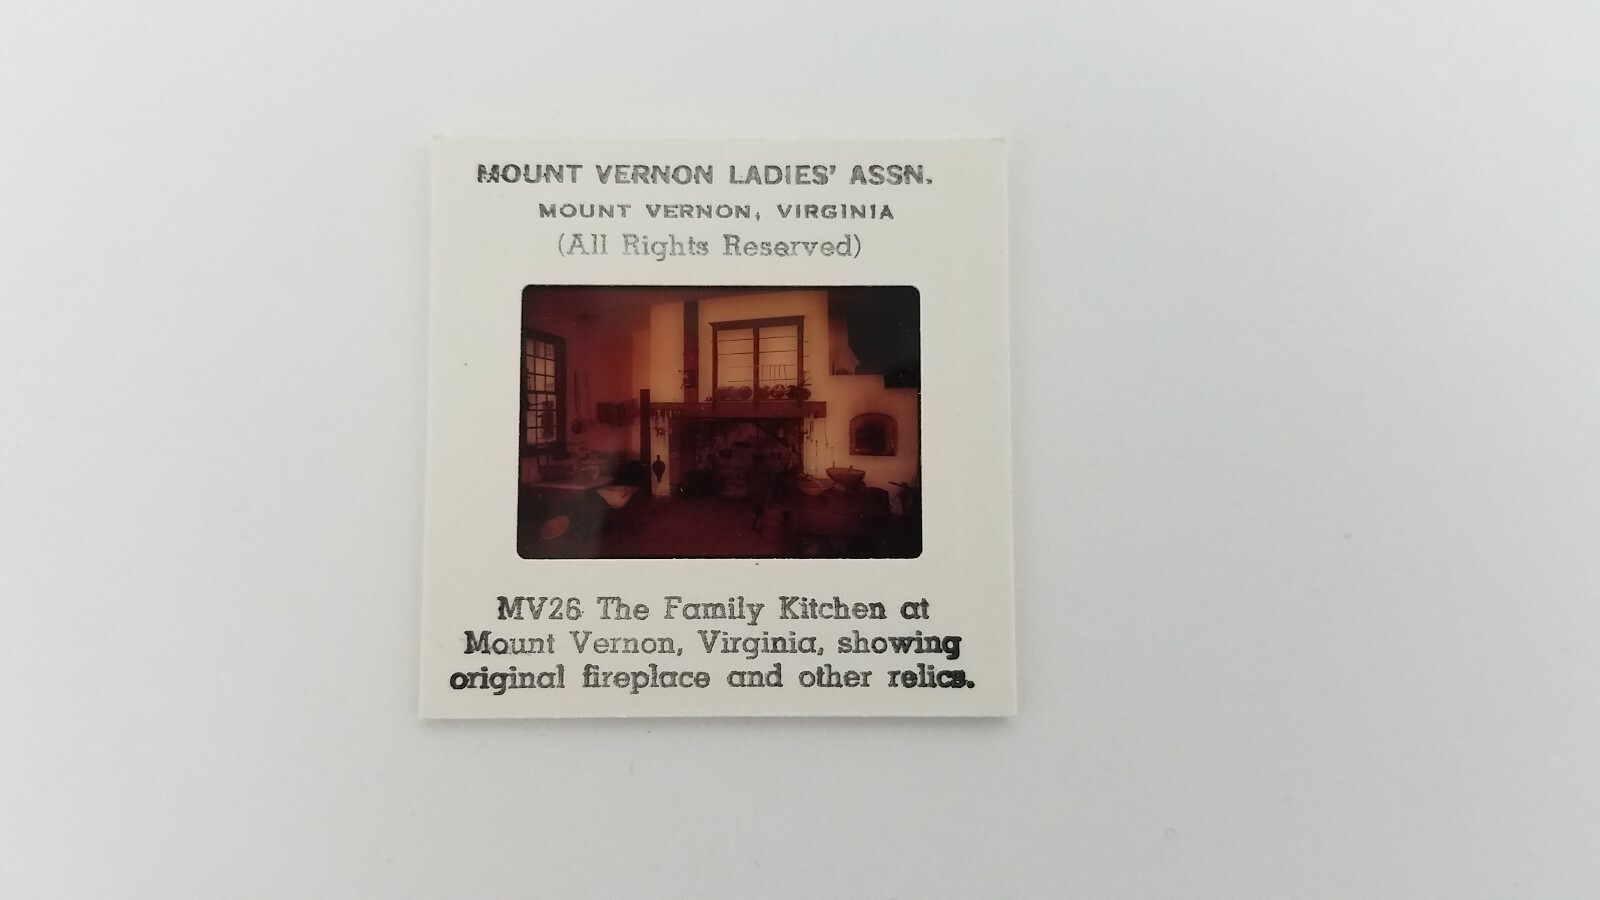 MOUNT VERNON LADIES' ASSN.
MOUNT VERNON, VIRGINIA
(All Rights Reserved)
MV26 The Family Kitchen at
Mount Vernon, Virginia, showing
original fireplace and other relics.